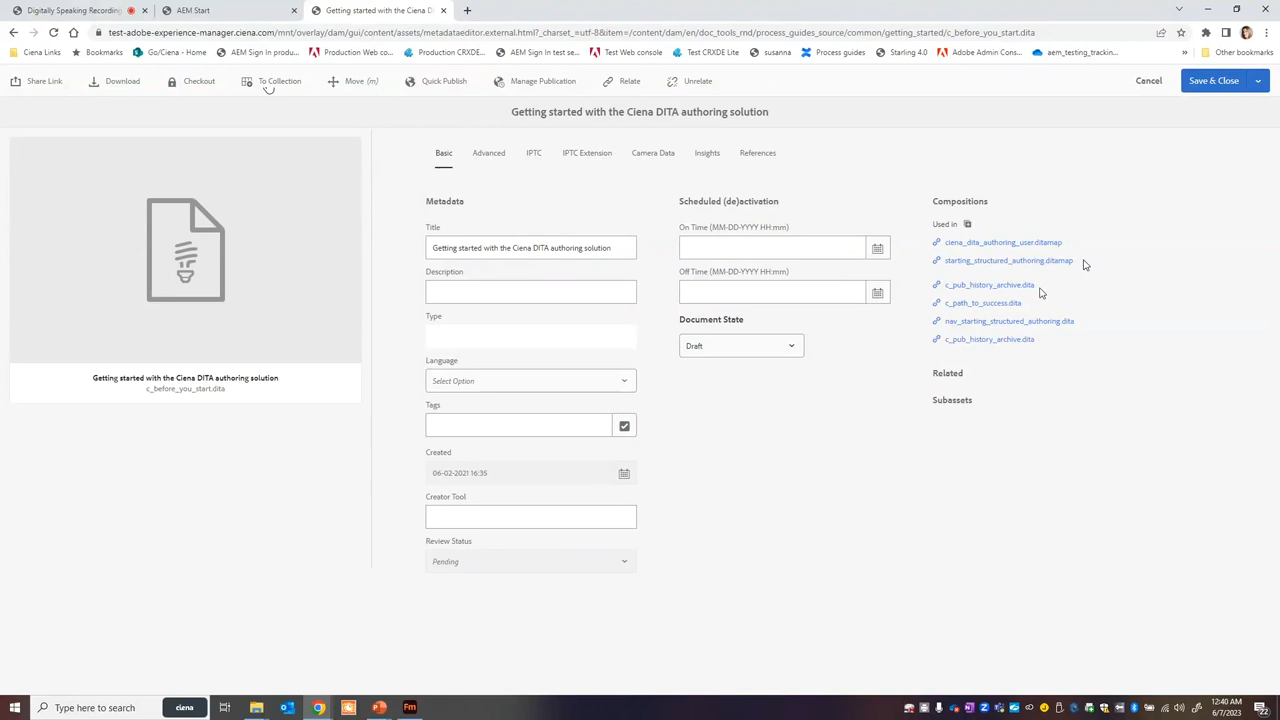 Digitally Speaking Recording
AEM Start
Getting started with the Ciena D
test-adobe-experience-manager.ciena.com/mnt/overlay/dam/gui/content/assets/metadataeditor.external.html?_charset_=utf-8&item=/content/dam/en/doc_tools_rnd/process_guides_source/common/getting_started/c_before_you_start.dita
Ciena Links
Bookmarks
Go/Ciena - Home
AEM Sign In produ...
Production Web co...
Production CRXDE...
AEM Sign In test se...
Test Web console
Test CRXDE Lite
susanna
Process guides
Starling 4.0
Adobe Admin Cons...
aem_testing_trackin...
»
Other bookmarks
Share Link
Download
Checkout
To Collection
Move (m)
Quick Publish
Manage Publication
Relate
Unrelate
Cancel
Save & Close
Getting started with the Ciena DITA authoring solution
Getting started with the Ciena DITA authoring solution
c_before_you_start.dita
Basic
Advanced
IPTC
IPTC Extension
Camera Data
Insights
References
Metadata
Title
Getting started with the Ciena DITA authoring solution
Description
Type
Language
Select Option
Tags
Created
06-02-2021 16:35
Creator Tool
Review Status
Pending
Scheduled (de)activation
On Time (MM-DD-YYYY HH:mm)
Off Time (MM-DD-YYYY HH:mm)
Document State
Draft
Compositions
Used in
ciena_dita_authoring_user.ditamap
starting_structured_authoring.ditamap
c_pub_history_archive.dita
c_path_to_success.dita
nav_starting_structured_authoring.dita
c_pub_history_archive.dita
Related
Subassets
Type here to search
ciena
Fm
12:40 AM
6/7/2023
22